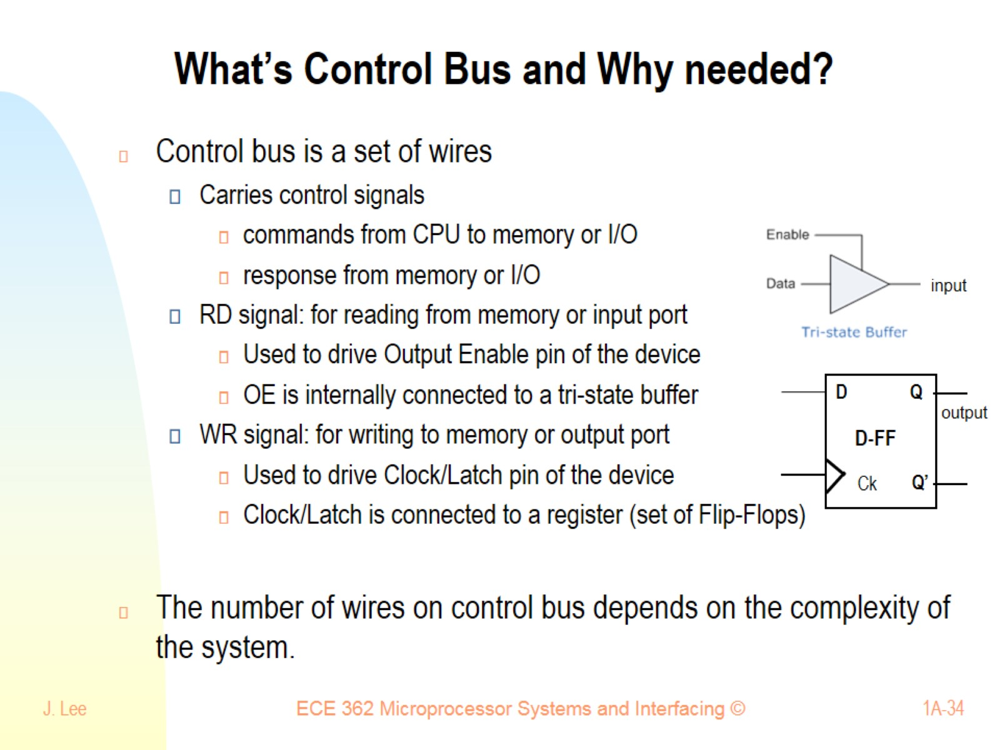 What's Control Bus and Why needed?
Control bus is a set of wires
Carries control signals
commands from CPU to memory or I/O
response from memory or I/O
RD signal: for reading from memory or input port
Used to drive Output Enable pin of the device
OE is internally connected to a tri-state buffer
WR signal: for writing to memory or output port
Used to drive Clock/Latch pin of the device
Clock/Latch is connected to a register (set of Flip-Flops)
The number of wires on control bus depends on the complexity of
the system.
Enable
Data
input
Tri-state Buffer
D Q
output
D-FF
Ck Q'
J. Lee
ECE 362 Microprocessor Systems and Interfacing ©
1A-34